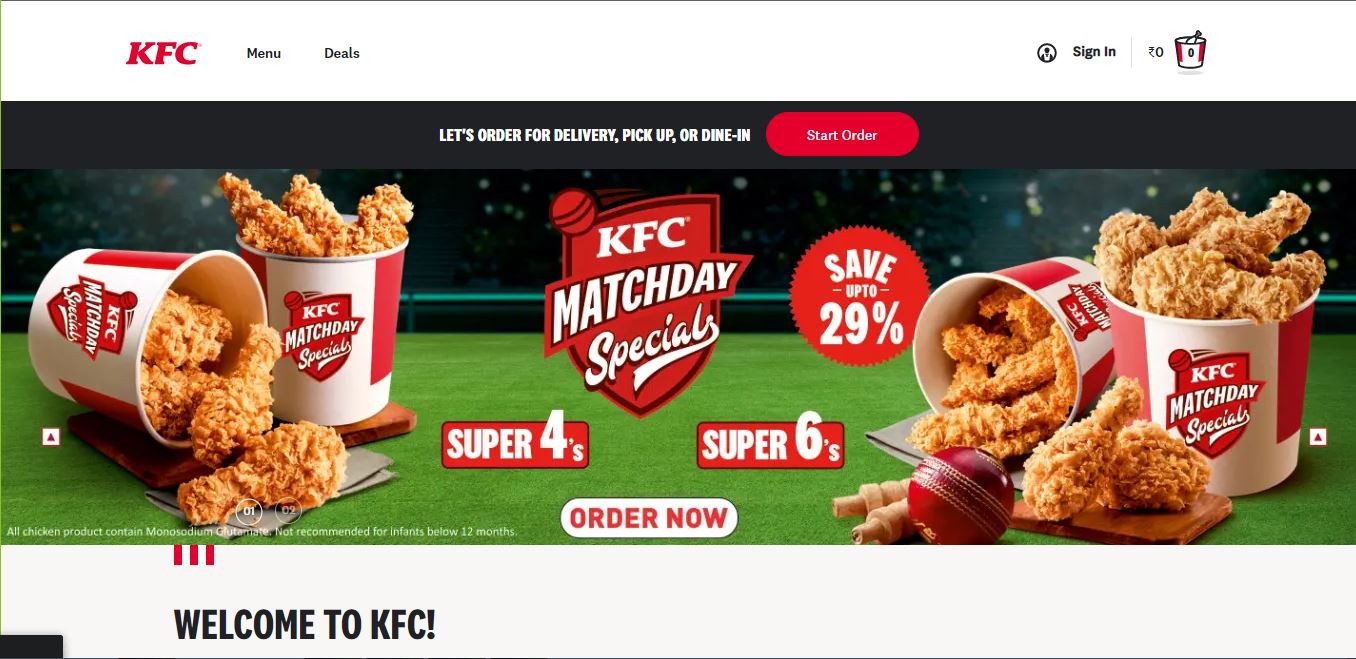 KFC
Menu
Deals
Sign In
₹0
0
LET'S ORDER FOR DELIVERY, PICK UP, OR DINE-IN
Start Order
KFC
MATCHDAY
Specials
KFC
MATCHDAY
Specials
KFC
MATCHDAY
Specials
SAVE
UPTO
29%
KFC
MATCHDAY
Specials
KFC
MATCHDAY
Specials
SUPER 4's
SUPER 6's
ORDER NOW
01
02
All chicken product contain Monosodium Glutamate. Not recommended for infants below 12 months.
WELCOME TO KFC!